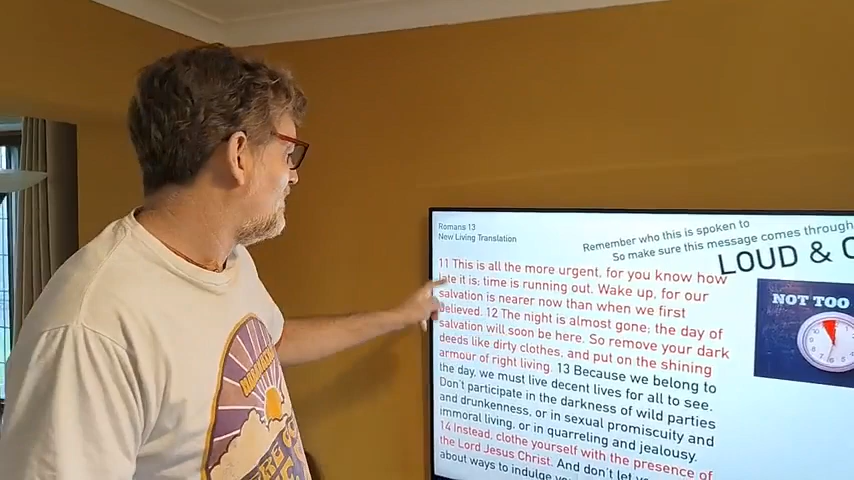 Romans 13
New Living Translation
Remember who this is spoken to
So make sure this message comes through
LOUD & C
11 This is all the more urgent, for you know how
late it is; time is running out. Wake up, for our
salvation is nearer now than when we first
believed. 12 The night is almost gone; the day of
salvation will soon be here. So remove your dark
deeds like dirty clothes, and put on the shining
armour of right living. 13 Because we belong to
the day, we must live decent lives for all to see.
Don't participate in the darkness of wild parties
and drunkenness, or in sexual promiscuity and
immoral living, or in quarreling and jealousy.
14 Instead, clothe yourself with the presence of
the Lord Jesus Christ. And don't let
about ways to indulge
NOT TOO